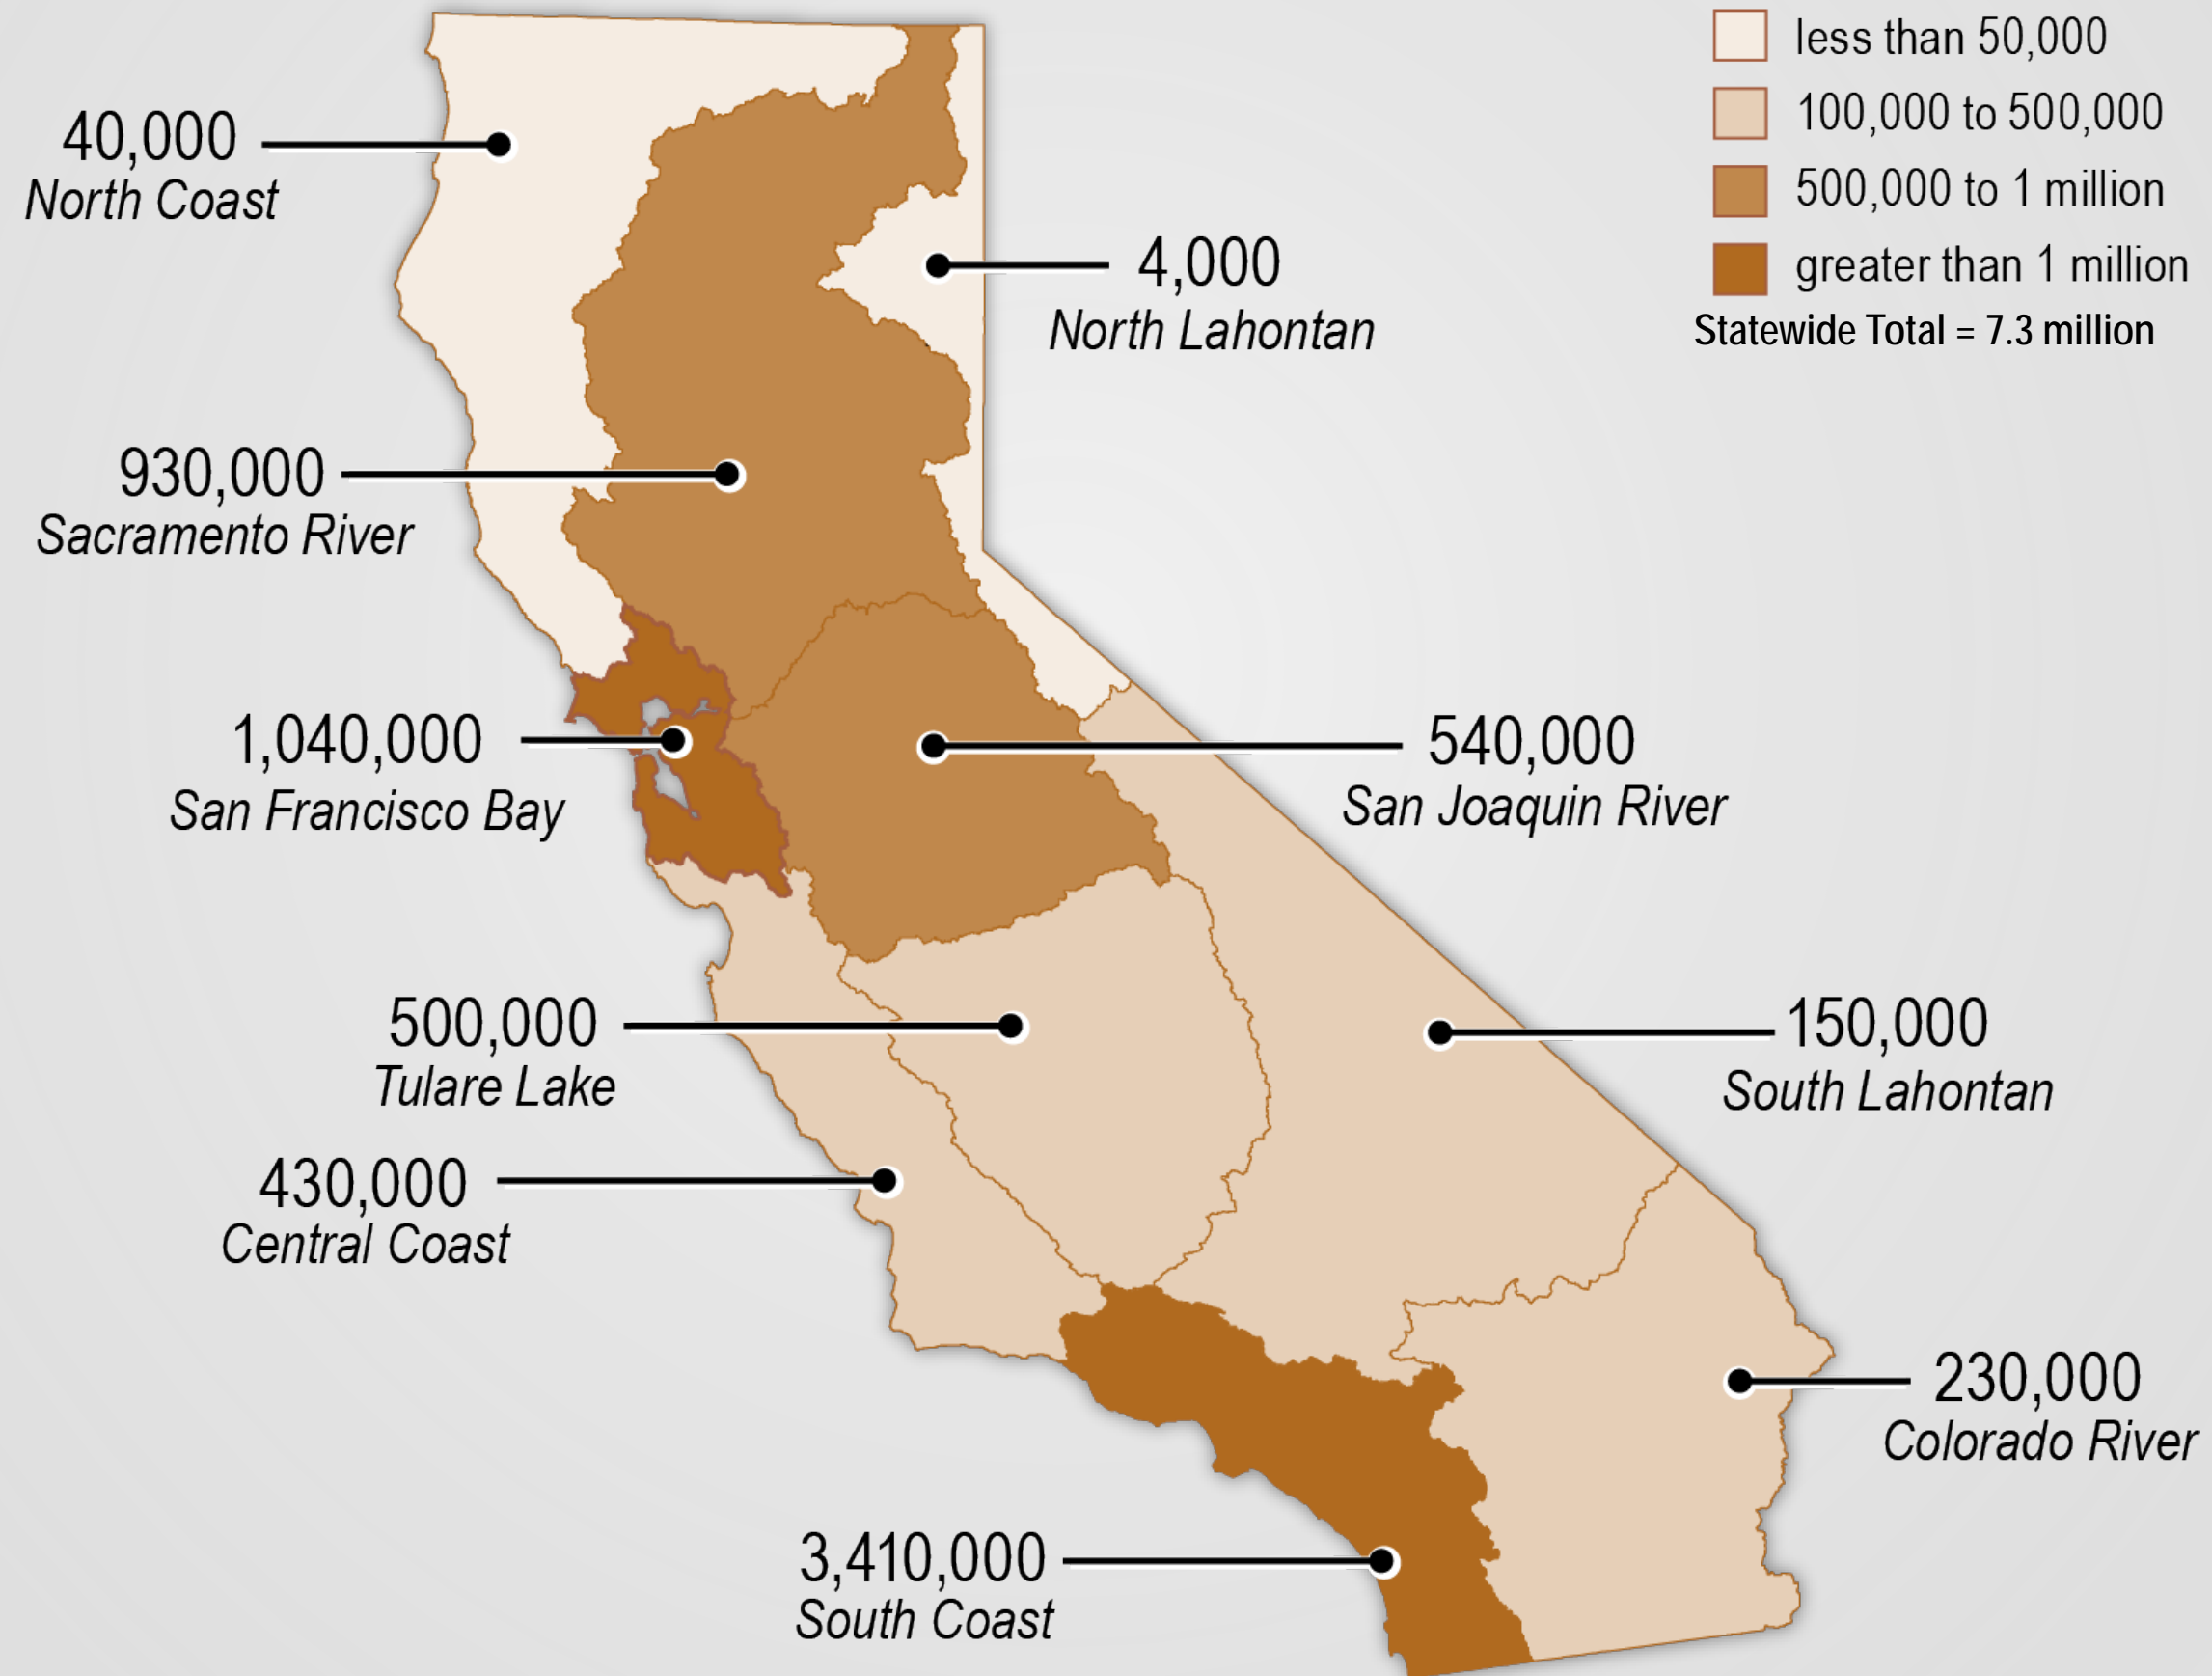 less than 50,000
100,000 to 500,000
500,000 to 1 million
greater than 1 million
Statewide Total = 7.3 million
40,000
North Coast
4,000
North Lahontan
930,000
Sacramento River
1,040,000
San Francisco Bay
540,000
San Joaquin River
500,000
Tulare Lake
150,000
South Lahontan
430,000
Central Coast
230,000
Colorado River
3,410,000
South Coast